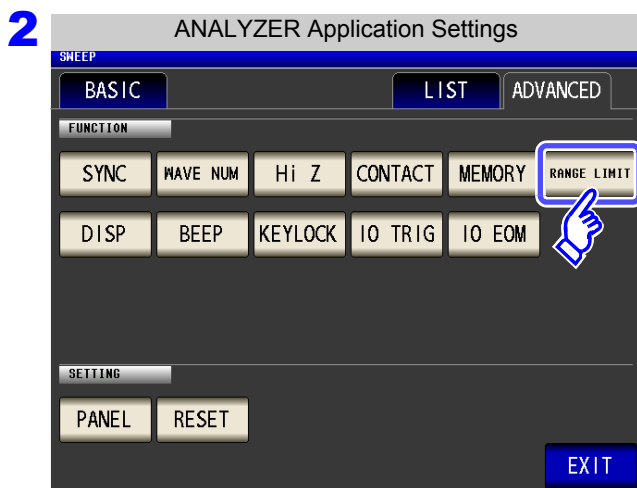 2
ANALYZER Application Settings
SWEEP
BASIC LIST ADVANCED
FUNCTION
SYNC WAVE NUM Hi Z CONTACT MEMORY RANGE LIMIT
DISP BEEP KEYLOCK IO TRIG IO EOM
SETTING
PANEL RESET
EXIT